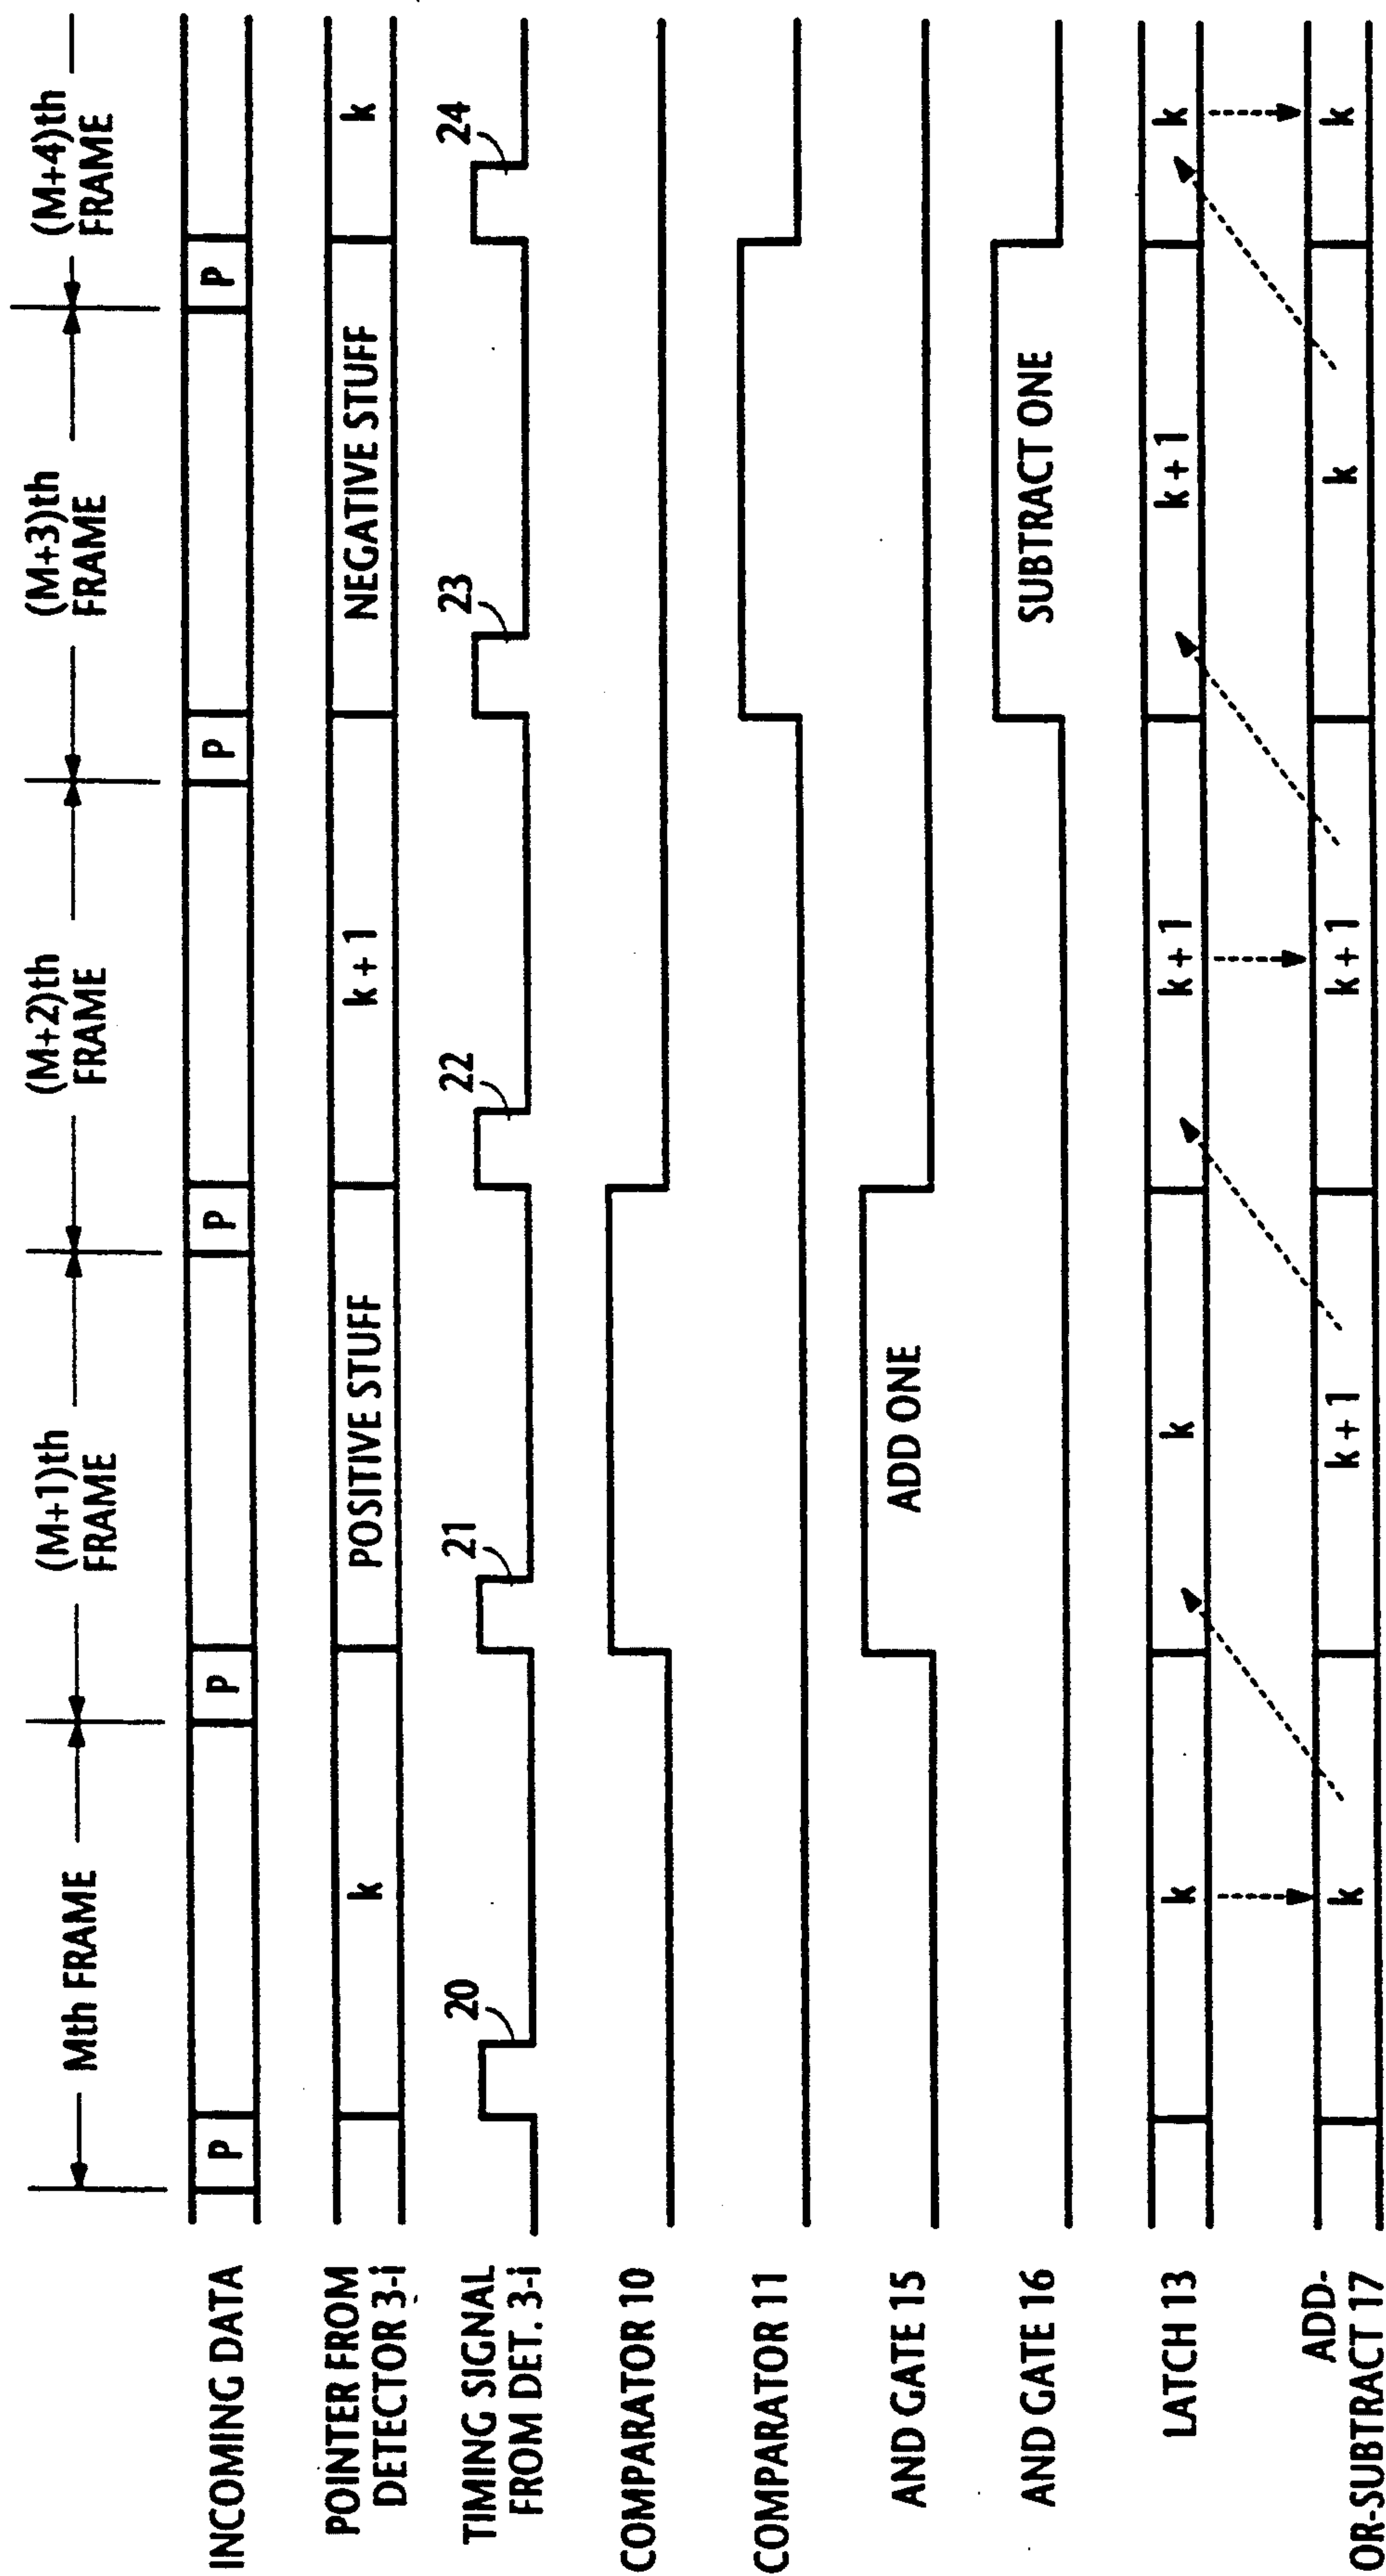 Mth FRAME
(M+1)th
FRAME
(M+2)th
FRAME
(M+3)th
FRAME
(M+4)th
FRAME
INCOMING DATA
P
P
P
P
P
POINTER FROM
DETECTOR 3-i
k
POSITIVE STUFF
k + 1
NEGATIVE STUFF
k
TIMING SIGNAL
FROM DET. 3-i
20
21
22
23
24
COMPARATOR 10
COMPARATOR 11
AND GATE 15
ADD ONE
AND GATE 16
SUBTRACT ONE
LATCH 13
k
k
k + 1
k + 1
k
ADD-
OR-SUBTRACT 17
k
k + 1
k + 1
k
k